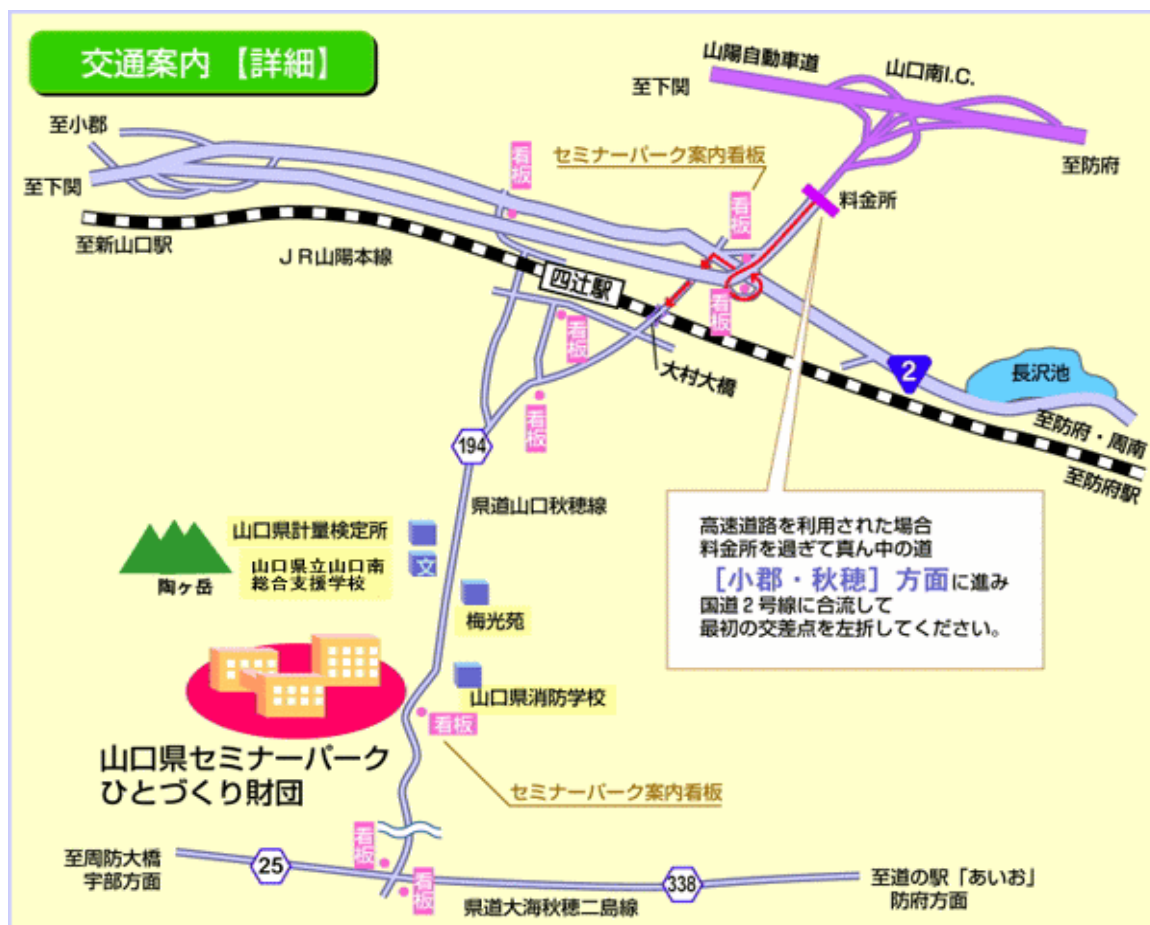 交通案内【詳細】
山陽自動車道
山口南I.C.
至下関
至防府
至小郡
至下関
セミナーパーク案内看板
看板
看板
料金所
至新山口駅
JR山陽本線
四辻駅
看板
看板
大村大橋
2
長沢池
至防府・周南
至防府駅
看板
194
県道山口秋穂線
高速道路を利用された場合
料金所を過ぎて真ん中の道
[小郡・秋穂]方面に進み
国道2号線に合流して
最初の交差点を左折してください。
山口県計量検定所
山口県立山口南
総合支援学校
文
陶ヶ岳
梅光苑
山口県消防学校
看板
山口県セミナーパーク
ひとづくり財団
セミナーパーク案内看板
看板
至周防大橋
宇部方面
25
看板
338
県道大海秋穂二島線
至道の駅「あいお」
防府方面